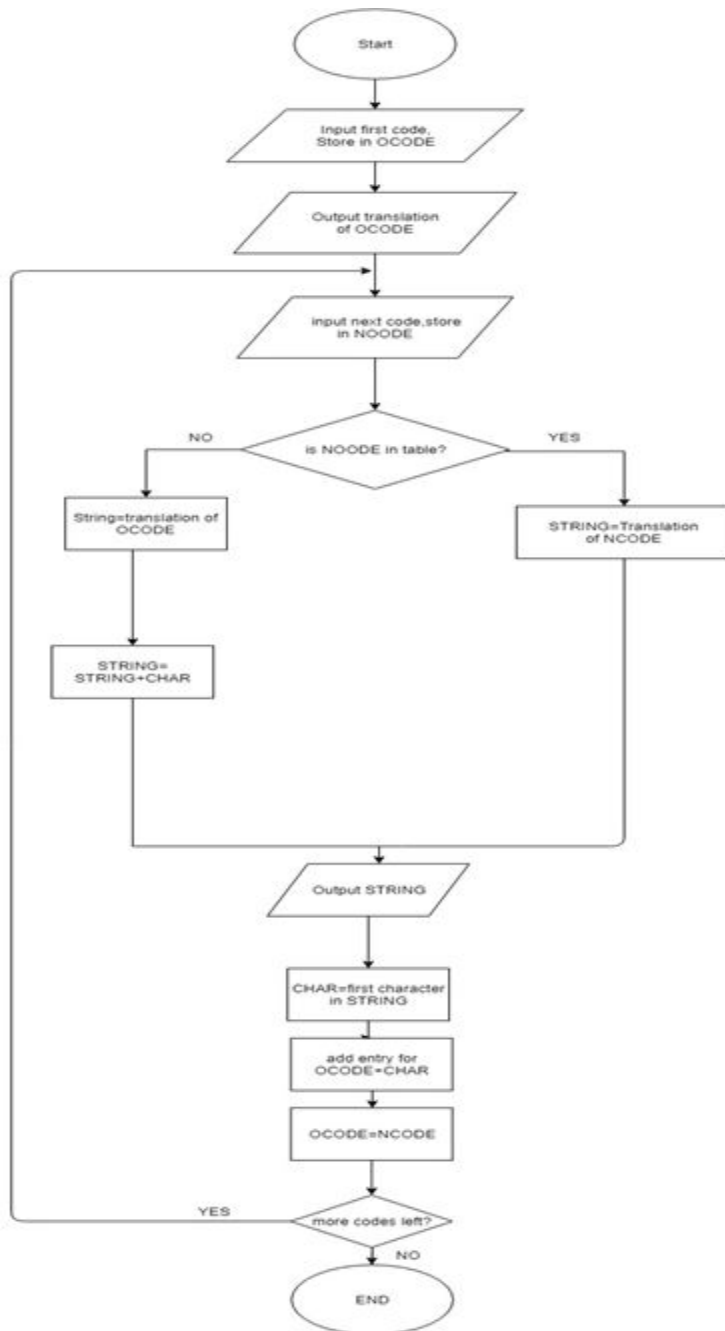 Start
Input first code,
Store in OCODE
Output translation
of OCODE
input next code,store
in NOODE
NO
is NOODE in table?
YES
String=translation of
OCODE
STRING=Translation
of NCODE
STRING=
STRING+CHAR
Output STRING
CHAR=first character
in STRING
add entry for
OCODE+CHAR
OCODE=NCODE
YES
more codes left?
NO
END